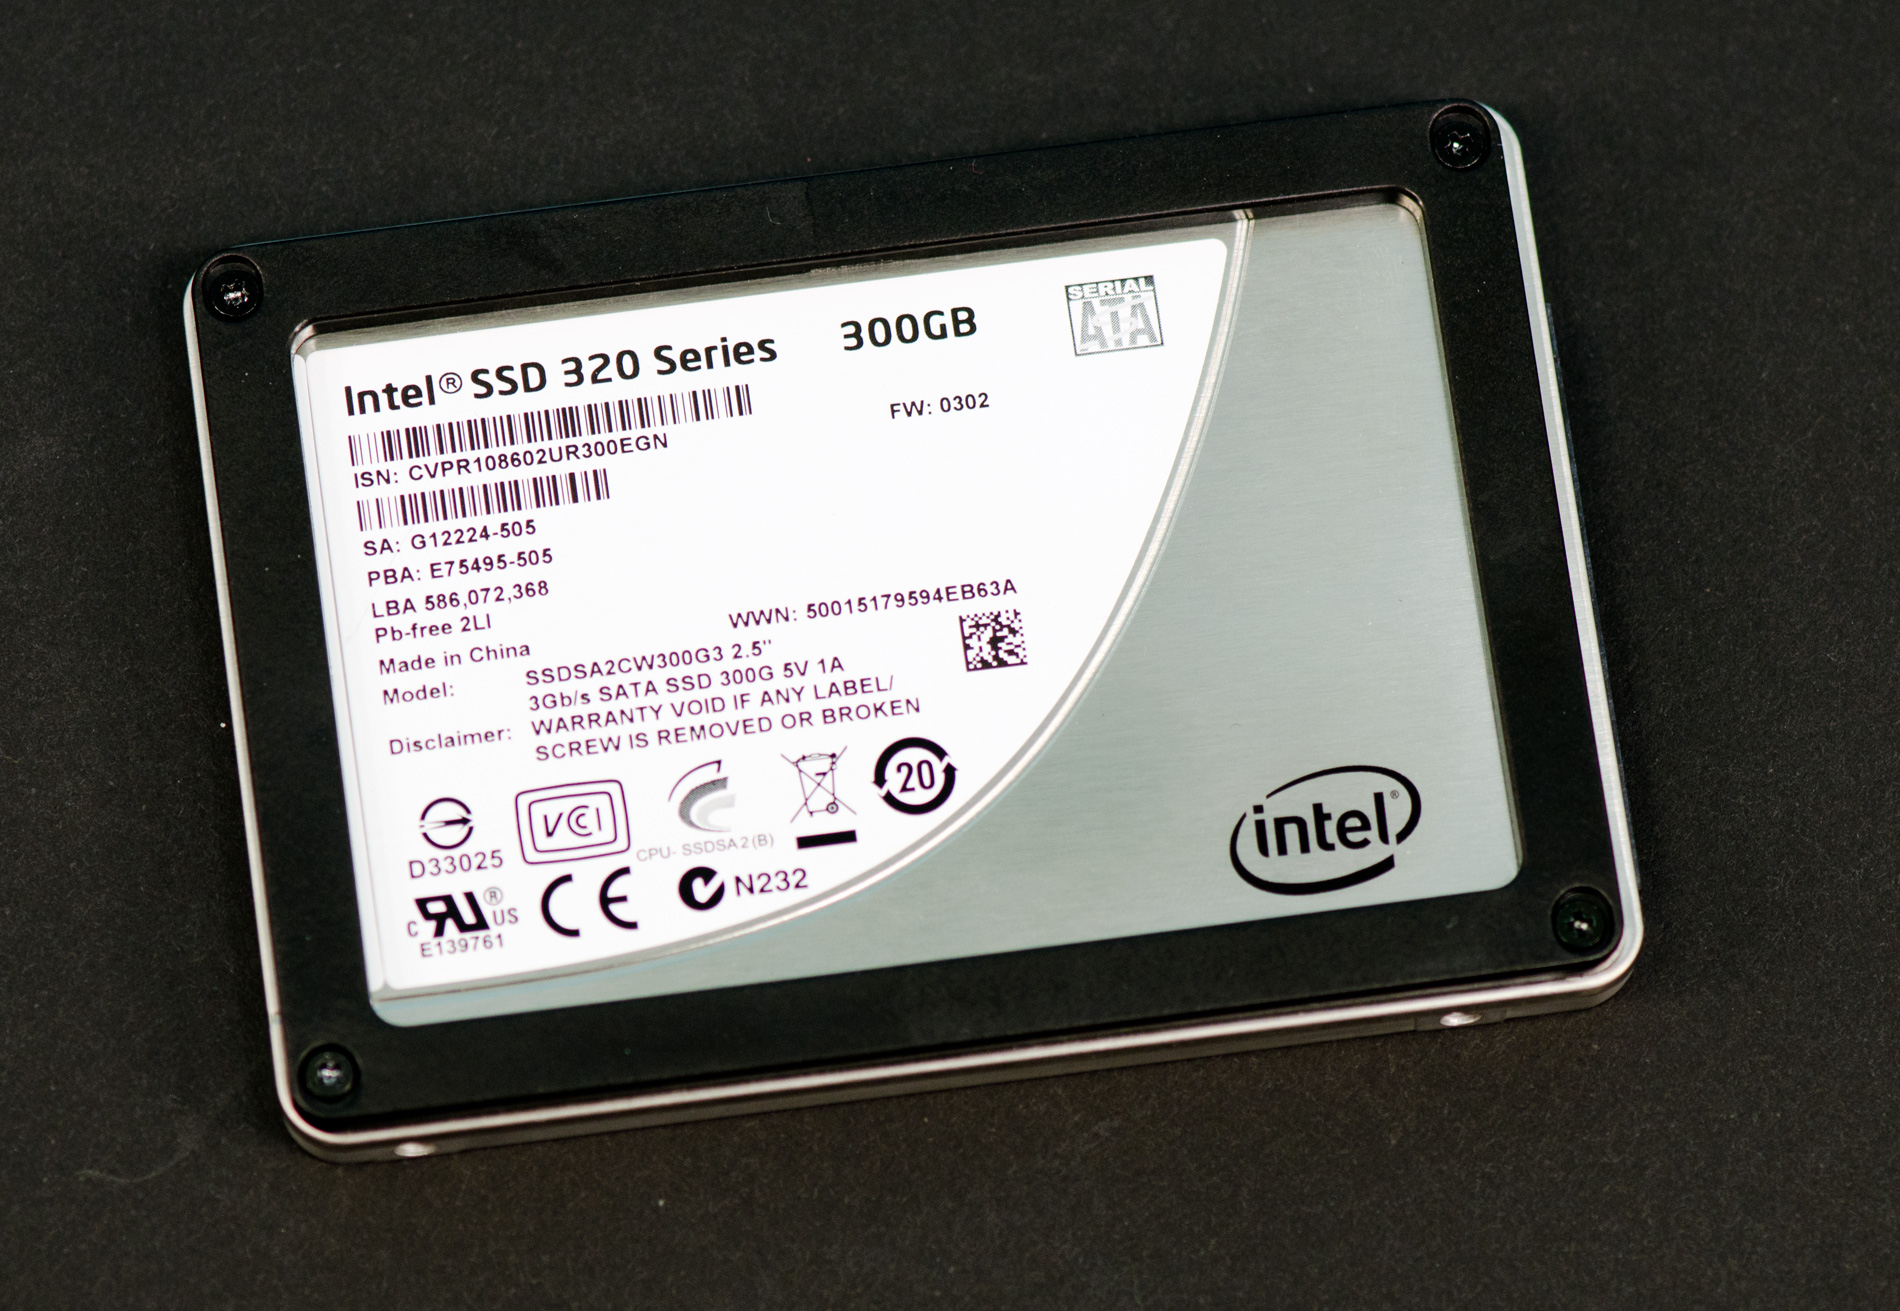 Intel® SSD 320 Series 300GB
SERIAL
ATA
ISN: CVPR108602UR300EGN
FW: 0302
SA: G12224-505
PBA: E75495-505
LBA 586,072,368
Pb-free 2LI
WWN: 50015179594EB63A
Made in China
Model: SSDSA2CW300G3 2.5"
3Gb/s SATA SSD 300G 5V 1A
Disclaimer: WARRANTY VOID IF ANY LABEL/
SCREW IS REMOVED OR BROKEN
VCI
20
CPU- SSDSA2(B)
D33025
c RU® US
E139761
CE
N232
intel®